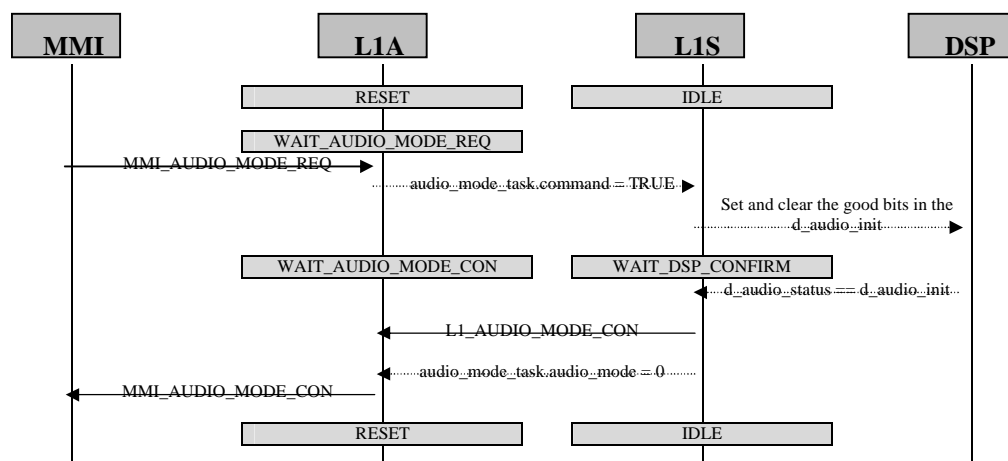 MMI L1A L1S DSP
RESET IDLE
WAIT_AUDIO_MODE_REQ
MMI_AUDIO_MODE_REQ
audio_mode_task.command = TRUE
Set and clear the good bits in the
d_audio_init
WAIT_AUDIO_MODE_CON WAIT_DSP_CONFIRM
d_audio_status == d_audio_init
L1_AUDIO_MODE_CON
audio_mode_task.audio_mode = 0
MMI_AUDIO_MODE_CON
RESET IDLE